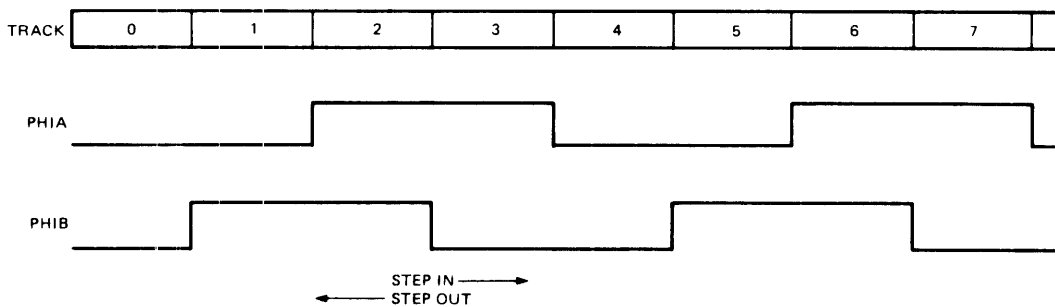 TRACK 0 1 2 3 4 5 6 7
PHIA
PHIB
STEP IN
STEP OUT